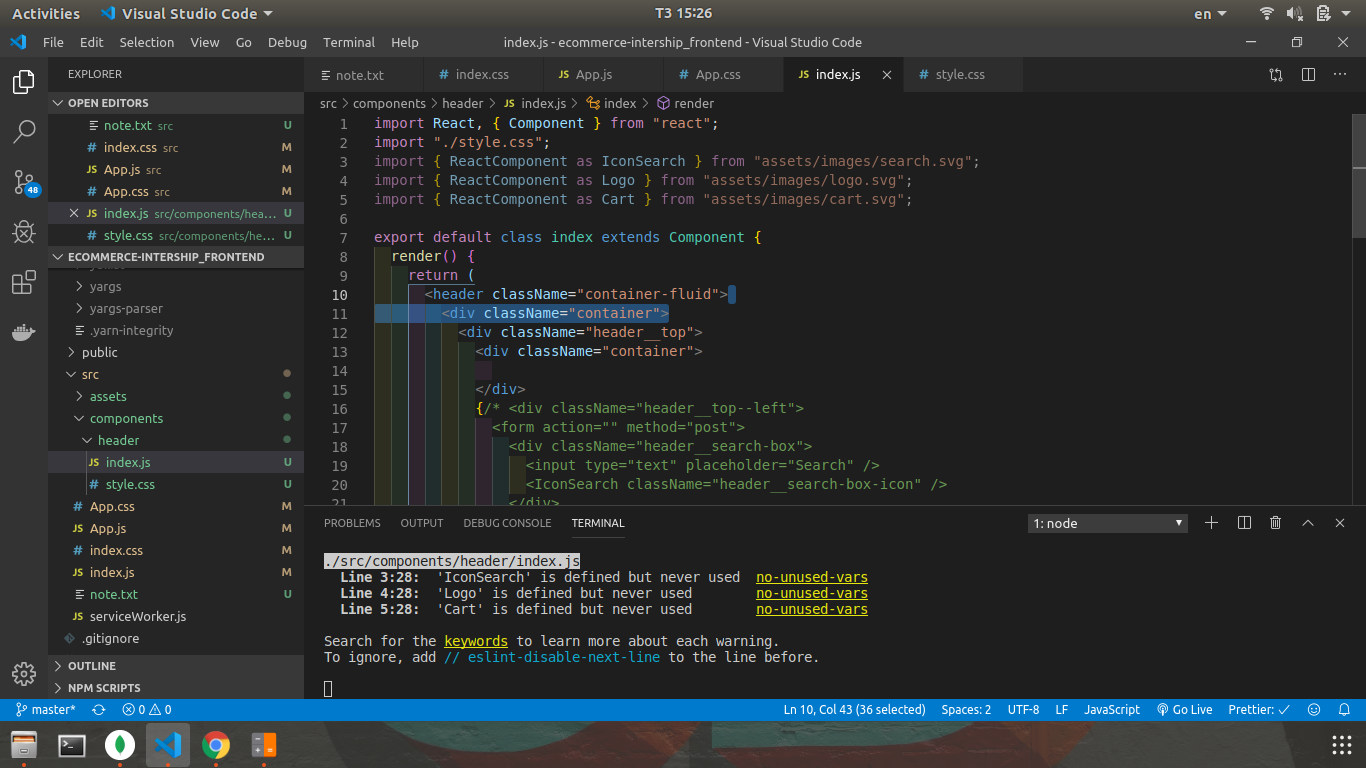 Activities Visual Studio Code T3 15:26 en
File Edit Selection View Go Debug Terminal Help index.js - ecommerce-intership_frontend - Visual Studio Code
EXPLORER
OPEN EDITORS
note.txt src U
index.css src M
App.js src M
App.css src M
index.js src/components/hea... U
style.css src/components/he... U
ECOMMERCE-INTERSHIP_FRONTEND
yargs
yargs-parser
.yarn-integrity
public
src
assets
components
header
index.js U
style.css U
App.css M
App.js M
index.css M
index.js M
note.txt U
serviceWorker.js
.gitignore
OUTLINE
NPM SCRIPTS
48
note.txt index.css App.js App.css index.js style.css
src > components > header > index.js > index > render
1 import React, { Component } from "react";
2 import "./style.css";
3 import { ReactComponent as IconSearch } from "assets/images/search.svg";
4 import { ReactComponent as Logo } from "assets/images/logo.svg";
5 import { ReactComponent as Cart } from "assets/images/cart.svg";
6
7 export default class index extends Component {
8 render() {
9 return (
10 <header className="container-fluid">
11 <div className="container">
12 <div className="header__top">
13 <div className="container">
14
15 </div>
16 {/* <div className="header__top--left">
17 <form action="" method="post">
18 <div className="header__search-box">
19 <input type="text" placeholder="Search" />
20 <IconSearch className="header__search-box-icon" />
21 </div>
PROBLEMS OUTPUT DEBUG CONSOLE TERMINAL 1: node
./src/components/header/index.js
Line 3:28: 'IconSearch' is defined but never used no-unused-vars
Line 4:28: 'Logo' is defined but never used no-unused-vars
Line 5:28: 'Cart' is defined but never used no-unused-vars
Search for the keywords to learn more about each warning.
To ignore, add // eslint-disable-next-line to the line before.
master* 0 0 Ln 10, Col 43 (36 selected) Spaces: 2 UTF-8 LF JavaScript Go Live Prettier: ✓